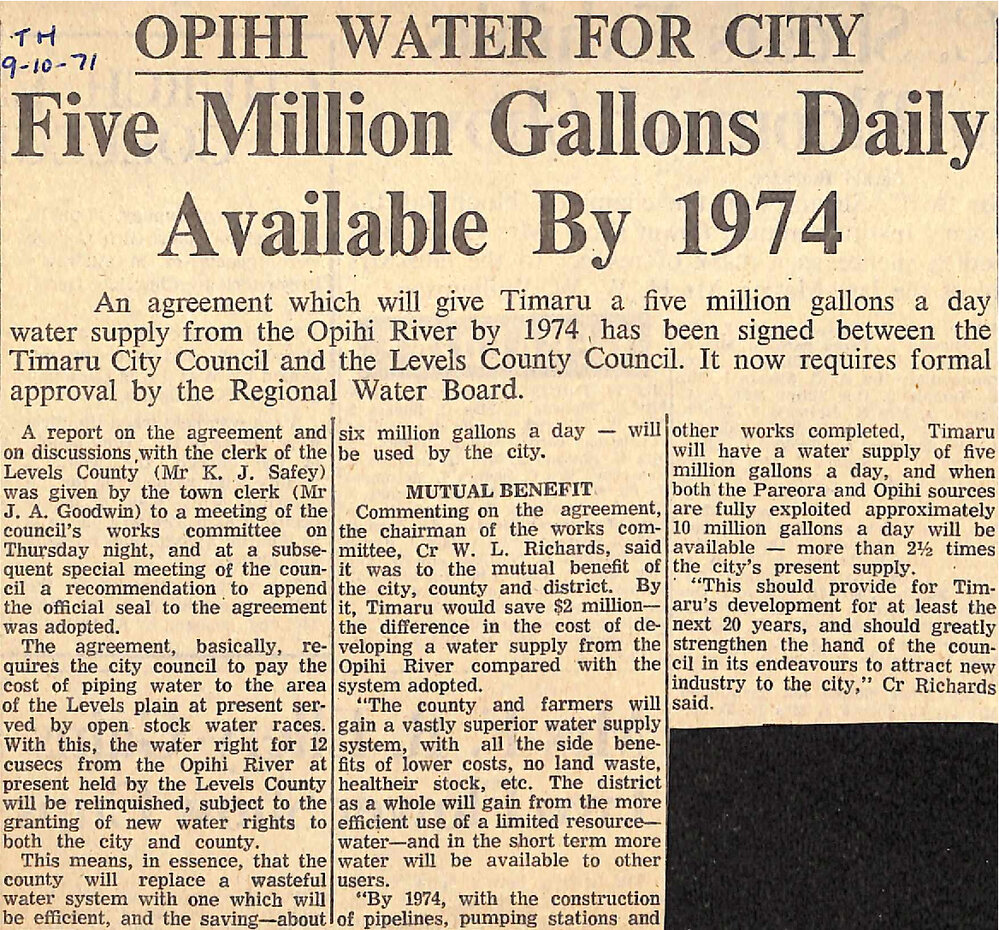 TH
9-10-71
OPIHI WATER FOR CITY
Five Million Gallons Daily
Available By 1974
An agreement which will give Timaru a five million gallons a day
water supply from the Opihi River by 1974 has been signed between the
Timaru City Council and the Levels County Council. It now requires formal
approval by the Regional Water Board.
A report on the agreement and
on discussions with the clerk of the
Levels County (Mr K. J. Safey)
was given by the town clerk (Mr
J. A. Goodwin) to a meeting of the
council's works committee on
Thursday night, and at a subse-
quent special meeting of the coun-
cil a recommendation to append
the official seal to the agreement
was adopted.
The agreement, basically, re-
quires the city council to pay the
cost of piping water to the area
of the Levels plain at present ser-
ved by open stock water races.
With this, the water right for 12
cusecs from the Opihi River at
present held by the Levels County
will be relinquished, subject to the
granting of new water rights to
both the city and county.
This means, in essence, that the
county will replace a wasteful
water system with one which will
be efficient, and the saving—about
six million gallons a day — will
be used by the city.
MUTUAL BENEFIT
Commenting on the agreement,
the chairman of the works com-
mittee, Cr W. L. Richards, said
it was to the mutual benefit of
the city, county and district. By
it, Timaru would save $2 million—
the difference in the cost of de-
veloping a water supply from the
Opihi River compared with the
system adopted.
"The county and farmers will
gain a vastly superior water supply
system, with all the side bene-
fits of lower costs, no land waste,
healtheir stock, etc. The district
as a whole will gain from the more
efficient use of a limited resource—
water—and in the short term more
water will be available to other
users.
"By 1974, with the construction
of pipelines, pumping stations and
other works completed, Timaru
will have a water supply of five
million gallons a day, and when
both the Pareora and Opihi sources
are fully exploited approximately
10 million gallons a day will be
available — more than 2½ times
the city's present supply.
"This should provide for Tim-
aru's development for at least the
next 20 years, and should greatly
strengthen the hand of the coun-
cil in its endeavours to attract new
industry to the city," Cr Richards
said.